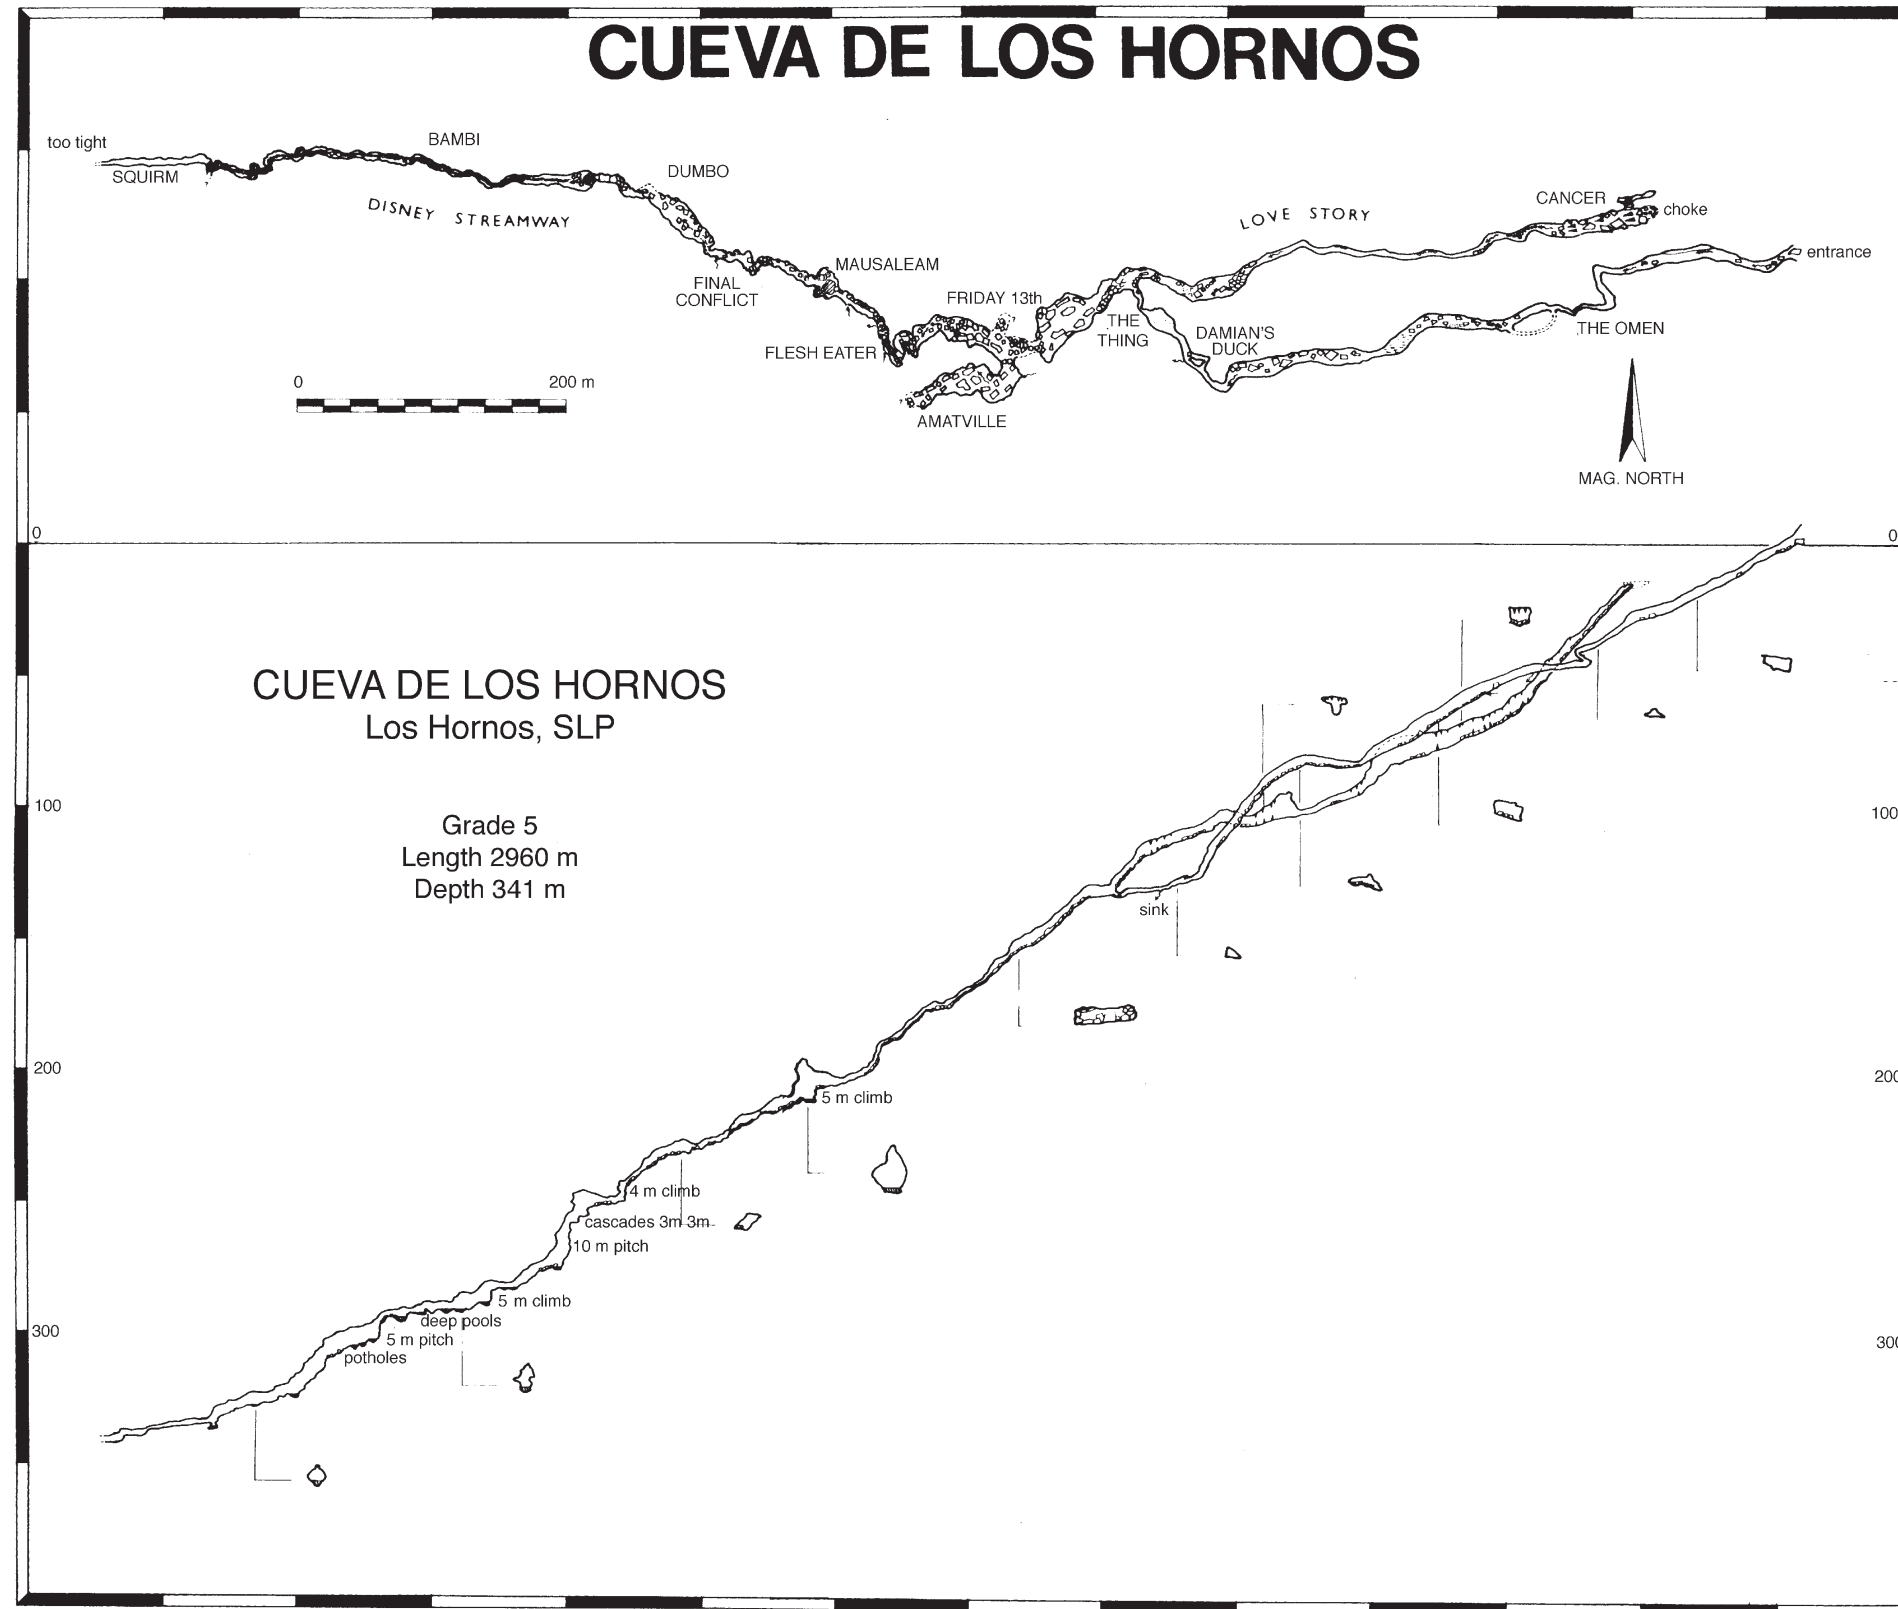 CUEVA DE LOS HORNOS
too tight
SQUIRM
BAMBI
DISNEY STREAMWAY
DUMBO
FINAL
CONFLICT
MAUSALEAM
FLESH EATER
FRIDAY 13th
AMATVILLE
THE
THING
DAMIAN'S
DUCK
LOVE STORY
CANCER
choke
entrance
THE OMEN
0 200 m
MAG. NORTH
0 0
CUEVA DE LOS HORNOS
Los Hornos, SLP
Grade 5
Length 2960 m
Depth 341 m
100 100
sink
200 200
5 m climb
4 m climb
cascades 3m 3m
10 m pitch
5 m climb
deep pools
5 m pitch
potholes
300 300